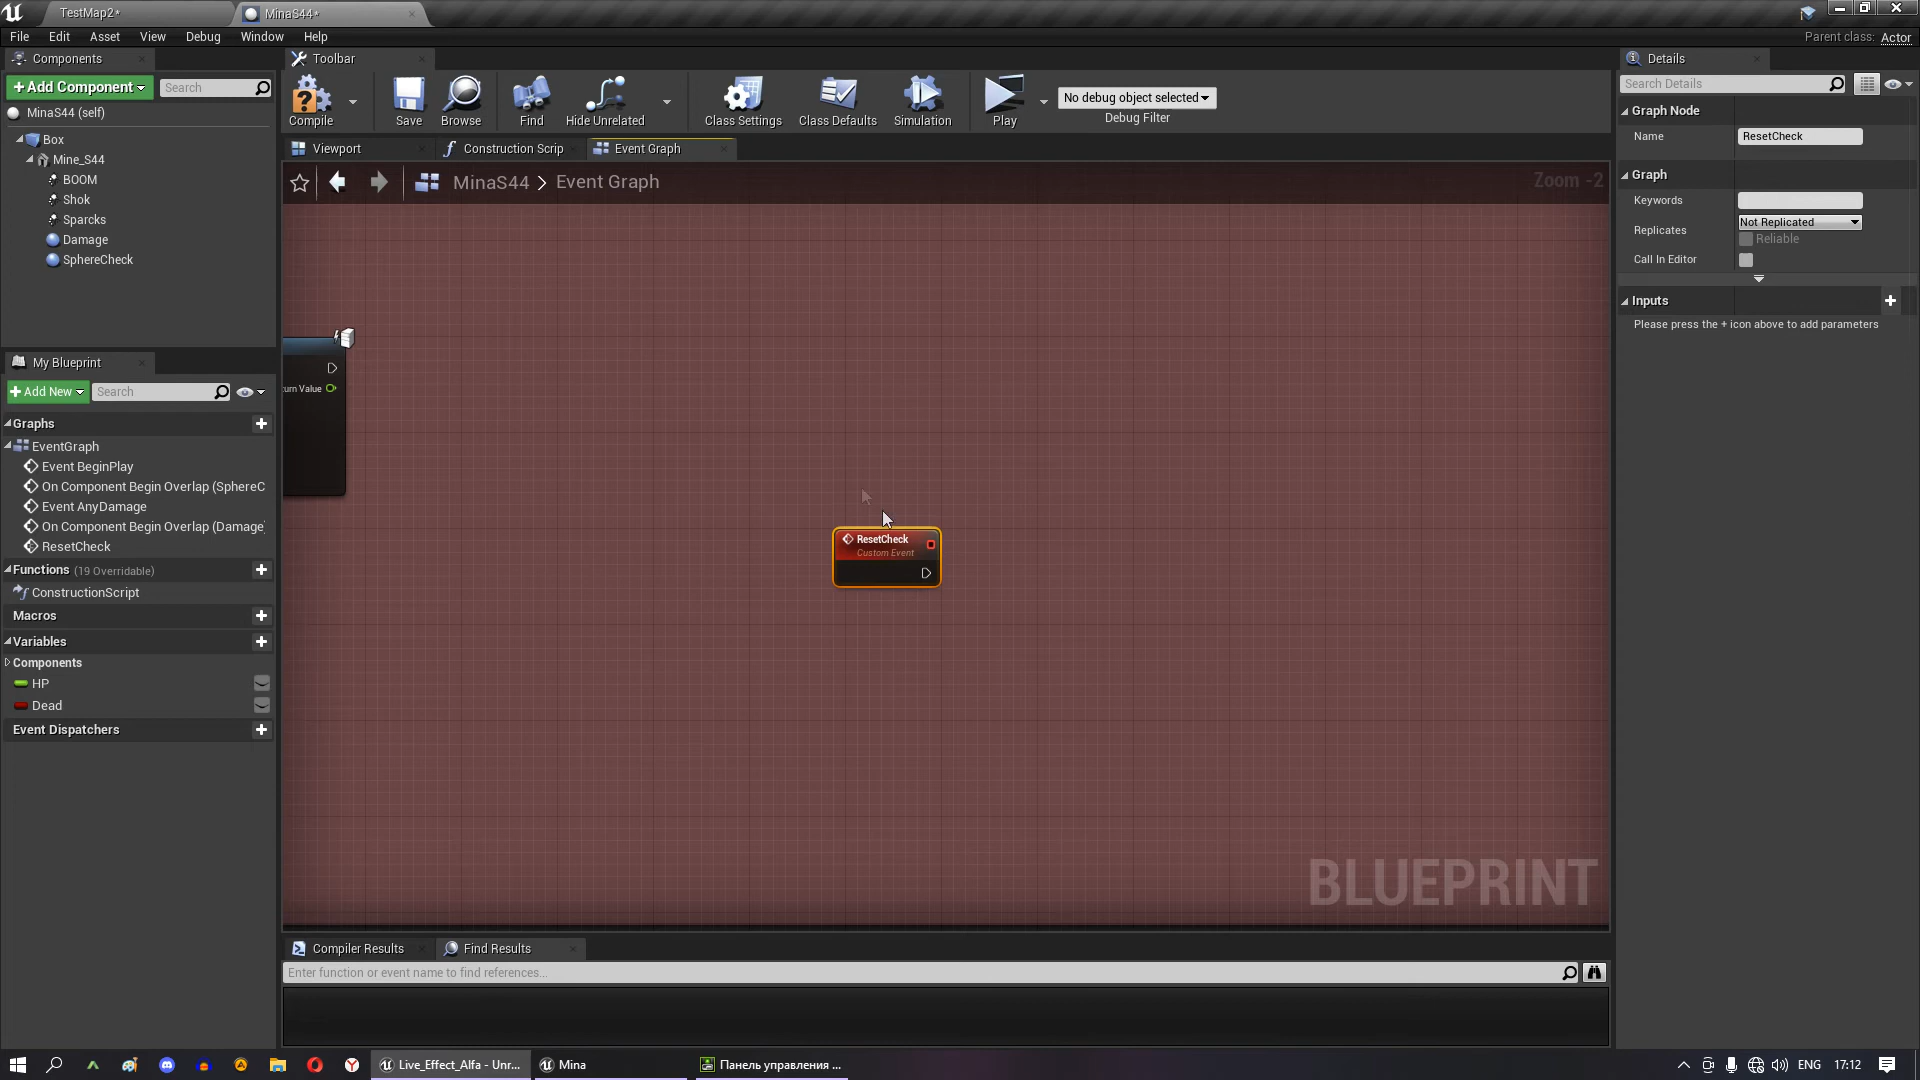 TestMap2*
MinaS44*
File Edit Asset View Debug Window Help
Parent class: Actor
Components
+Add Component
Search
MinaS44 (self)
Box
Mine_S44
BOOM
Shok
Sparcks
Damage
SphereCheck
My Blueprint
+Add New
Search
Graphs
EventGraph
Event BeginPlay
On Component Begin Overlap (SphereC
Event AnyDamage
On Component Begin Overlap (Damage)
ResetCheck
Functions (19 Overridable)
ConstructionScript
Macros
Variables
Components
HP
Dead
Event Dispatchers
Toolbar
Compile
Save
Browse
Find
Hide Unrelated
Class Settings
Class Defaults
Simulation
Play
No debug object selected
Debug Filter
Viewport
Construction Scrip
Event Graph
MinaS44 > Event Graph
Zoom -2
turn Value
ResetCheck
Custom Event
BLUEPRINT
Compiler Results
Find Results
Enter function or event name to find references...
Details
Search Details
Graph Node
Name ResetCheck
Graph
Keywords
Replicates Not Replicated
Reliable
Call In Editor
Inputs
Please press the + icon above to add parameters
Live_Effect_Alfa - Unr...
Mina
Панель управления ...
ENG
17:12